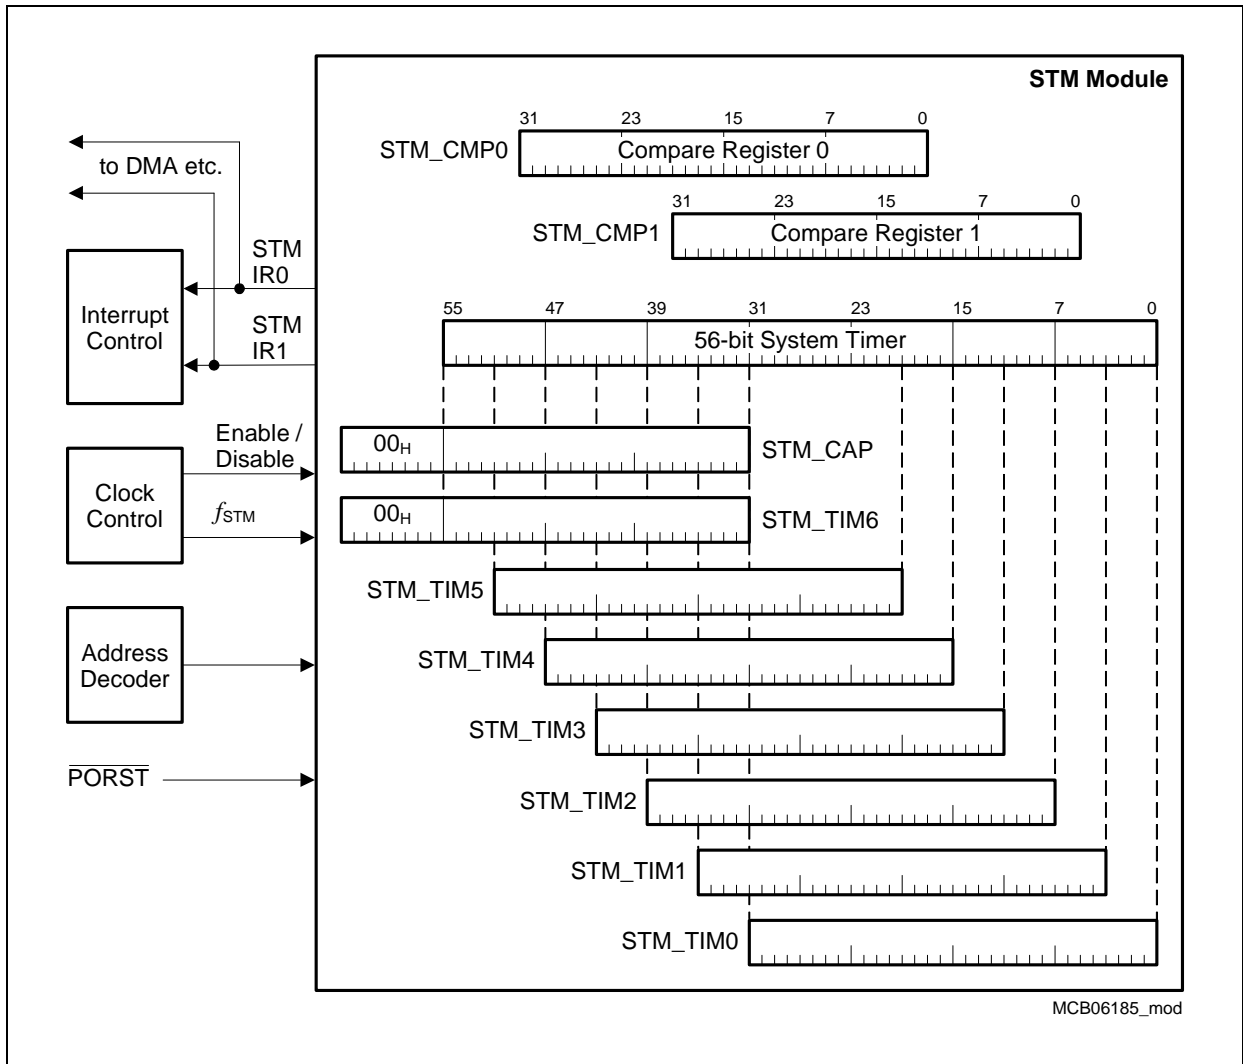 STM Module
31 23 15 7 0
STM_CMP0 Compare Register 0
to DMA etc.
31 23 15 7 0
STM_CMP1 Compare Register 1
STM
IR0
Interrupt
Control
STM
IR1
55 47 39 31 23 15 7 0
56-bit System Timer
Enable /
Disable
00H STM_CAP
Clock
Control
fSTM
00H STM_TIM6
STM_TIM5
Address
Decoder
STM_TIM4
STM_TIM3
PORST
STM_TIM2
STM_TIM1
STM_TIM0
MCB06185_mod